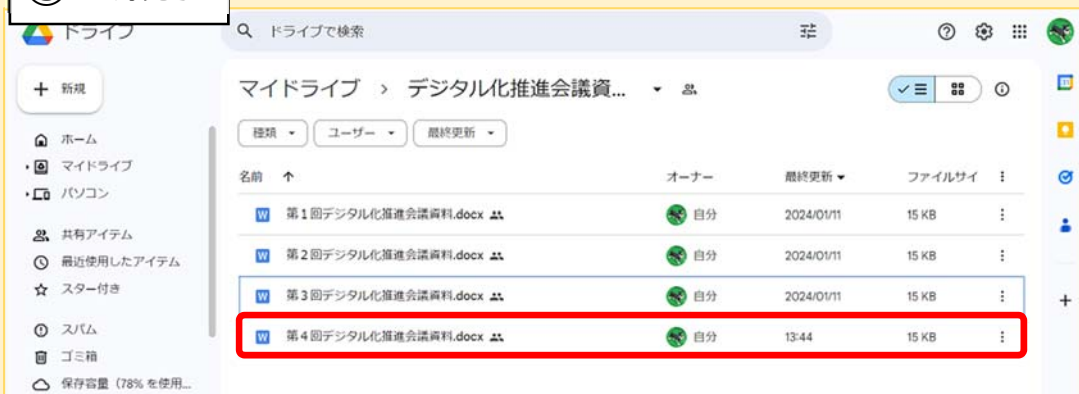 ドライブ
ドライブで検索
新規
マイドライブ › デジタル化推進会議資...
種類
ユーザー
最終更新
ホーム
マイドライブ
パソコン
共有アイテム
最近使用したアイテム
スター付き
スパム
ゴミ箱
保存容量（78% を使用...
名前 ↑ オーナー 最終更新 ファイルサイ
第1回デジタル化推進会議資料.docx 自分 2024/01/11 15 KB
第2回デジタル化推進会議資料.docx 自分 2024/01/11 15 KB
第3回デジタル化推進会議資料.docx 自分 2024/01/11 15 KB
第4回デジタル化推進会議資料.docx 自分 13:44 15 KB